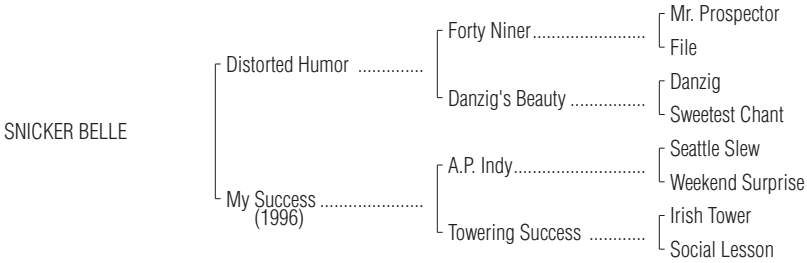 Mr. Prospector
Forty Niner........................
File
Distorted Humor ..............
Danzig
Danzig's Beauty ................
Sweetest Chant
SNICKER BELLE
Seattle Slew
A.P. Indy............................
Weekend Surprise
My Success ......................
(1996)
Irish Tower
Towering Success ............
Social Lesson